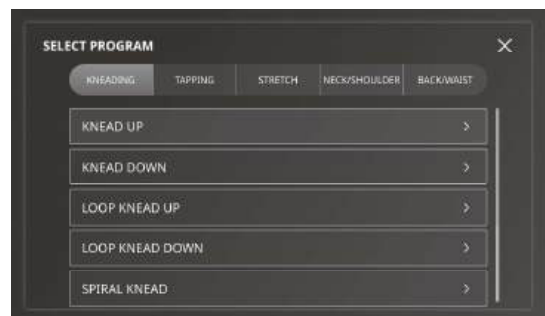 SELECT PROGRAM
KNEADING TAPPING STRETCH NECK/SHOULDER BACK/WAIST
KNEAD UP
KNEAD DOWN
LOOP KNEAD UP
LOOP KNEAD DOWN
SPIRAL KNEAD